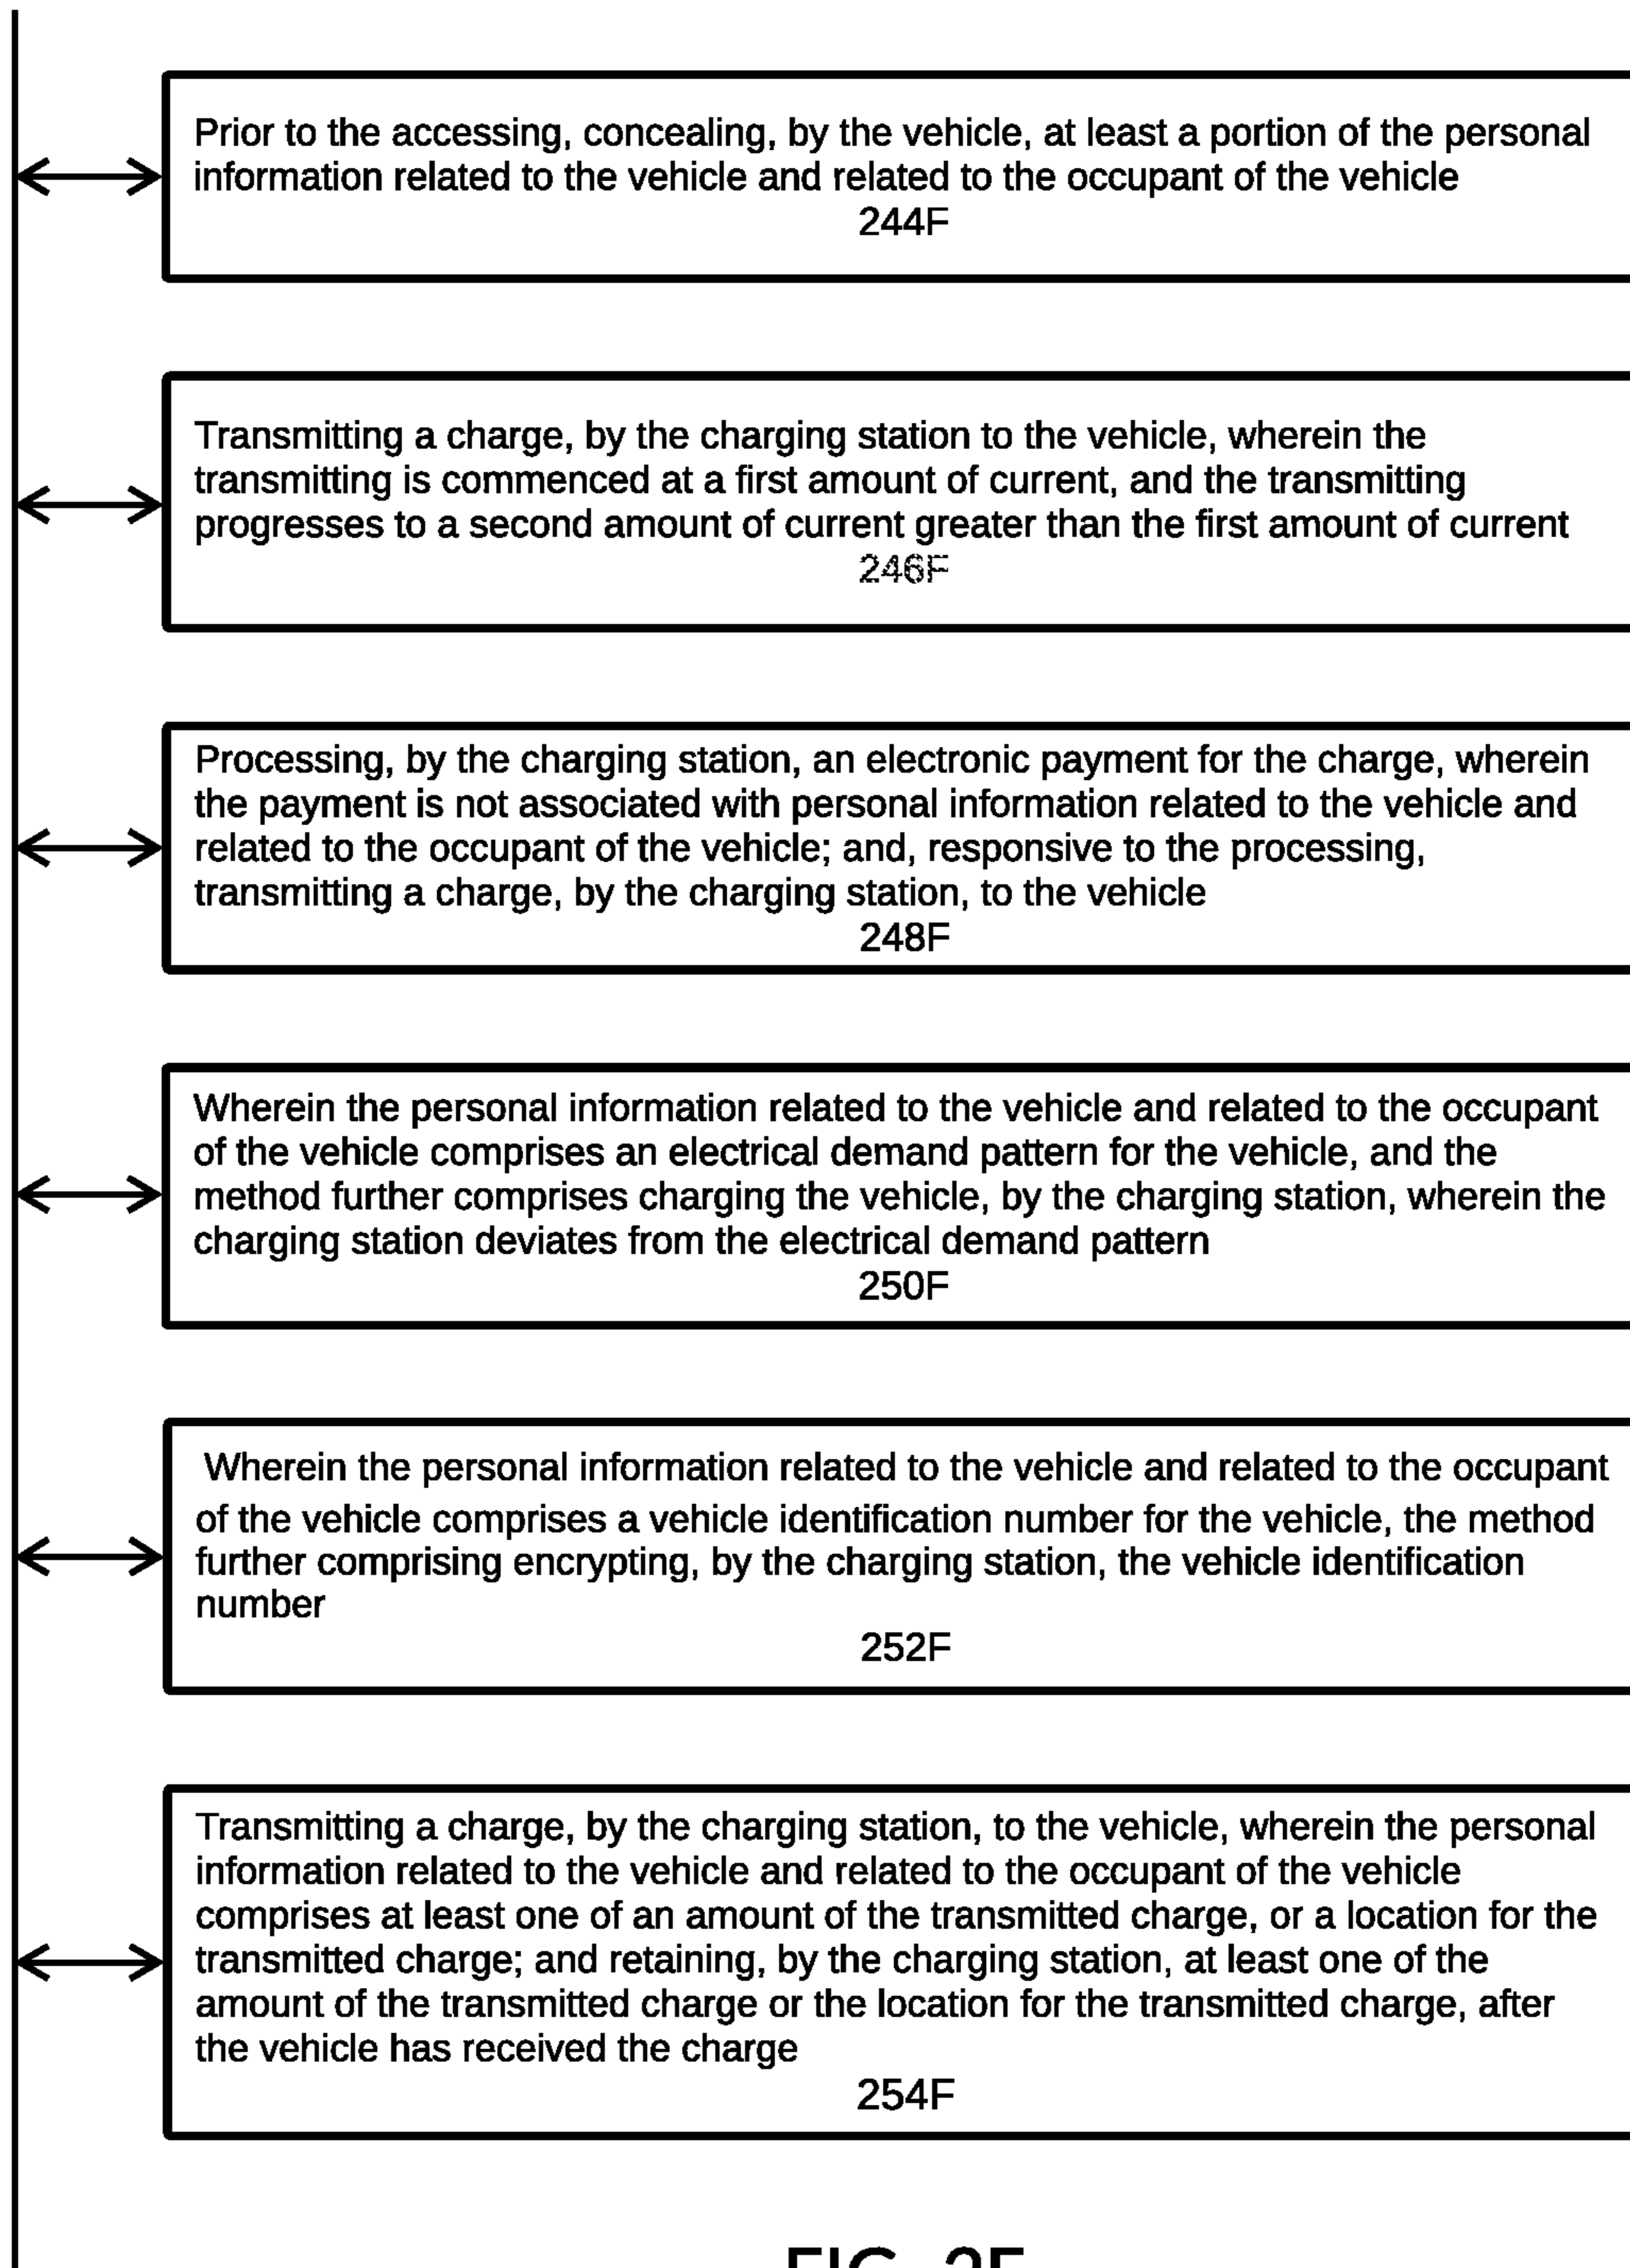 Prior to the accessing, concealing, by the vehicle, at least a portion of the personal
information related to the vehicle and related to the occupant of the vehicle
244F
Transmitting a charge, by the charging station to the vehicle, wherein the
transmitting is commenced at a first amount of current, and the transmitting
progresses to a second amount of current greater than the first amount of current
246F
Processing, by the charging station, an electronic payment for the charge, wherein
the payment is not associated with personal information related to the vehicle and
related to the occupant of the vehicle; and, responsive to the processing,
transmitting a charge, by the charging station, to the vehicle
248F
Wherein the personal information related to the vehicle and related to the occupant
of the vehicle comprises an electrical demand pattern for the vehicle, and the
method further comprises charging the vehicle, by the charging station, wherein the
charging station deviates from the electrical demand pattern
250F
Wherein the personal information related to the vehicle and related to the occupant
of the vehicle comprises a vehicle identification number for the vehicle, the method
further comprising encrypting, by the charging station, the vehicle identification
number
252F
Transmitting a charge, by the charging station, to the vehicle, wherein the personal
information related to the vehicle and related to the occupant of the vehicle
comprises at least one of an amount of the transmitted charge, or a location for the
transmitted charge; and retaining, by the charging station, at least one of the
amount of the transmitted charge or the location for the transmitted charge, after
the vehicle has received the charge
254F